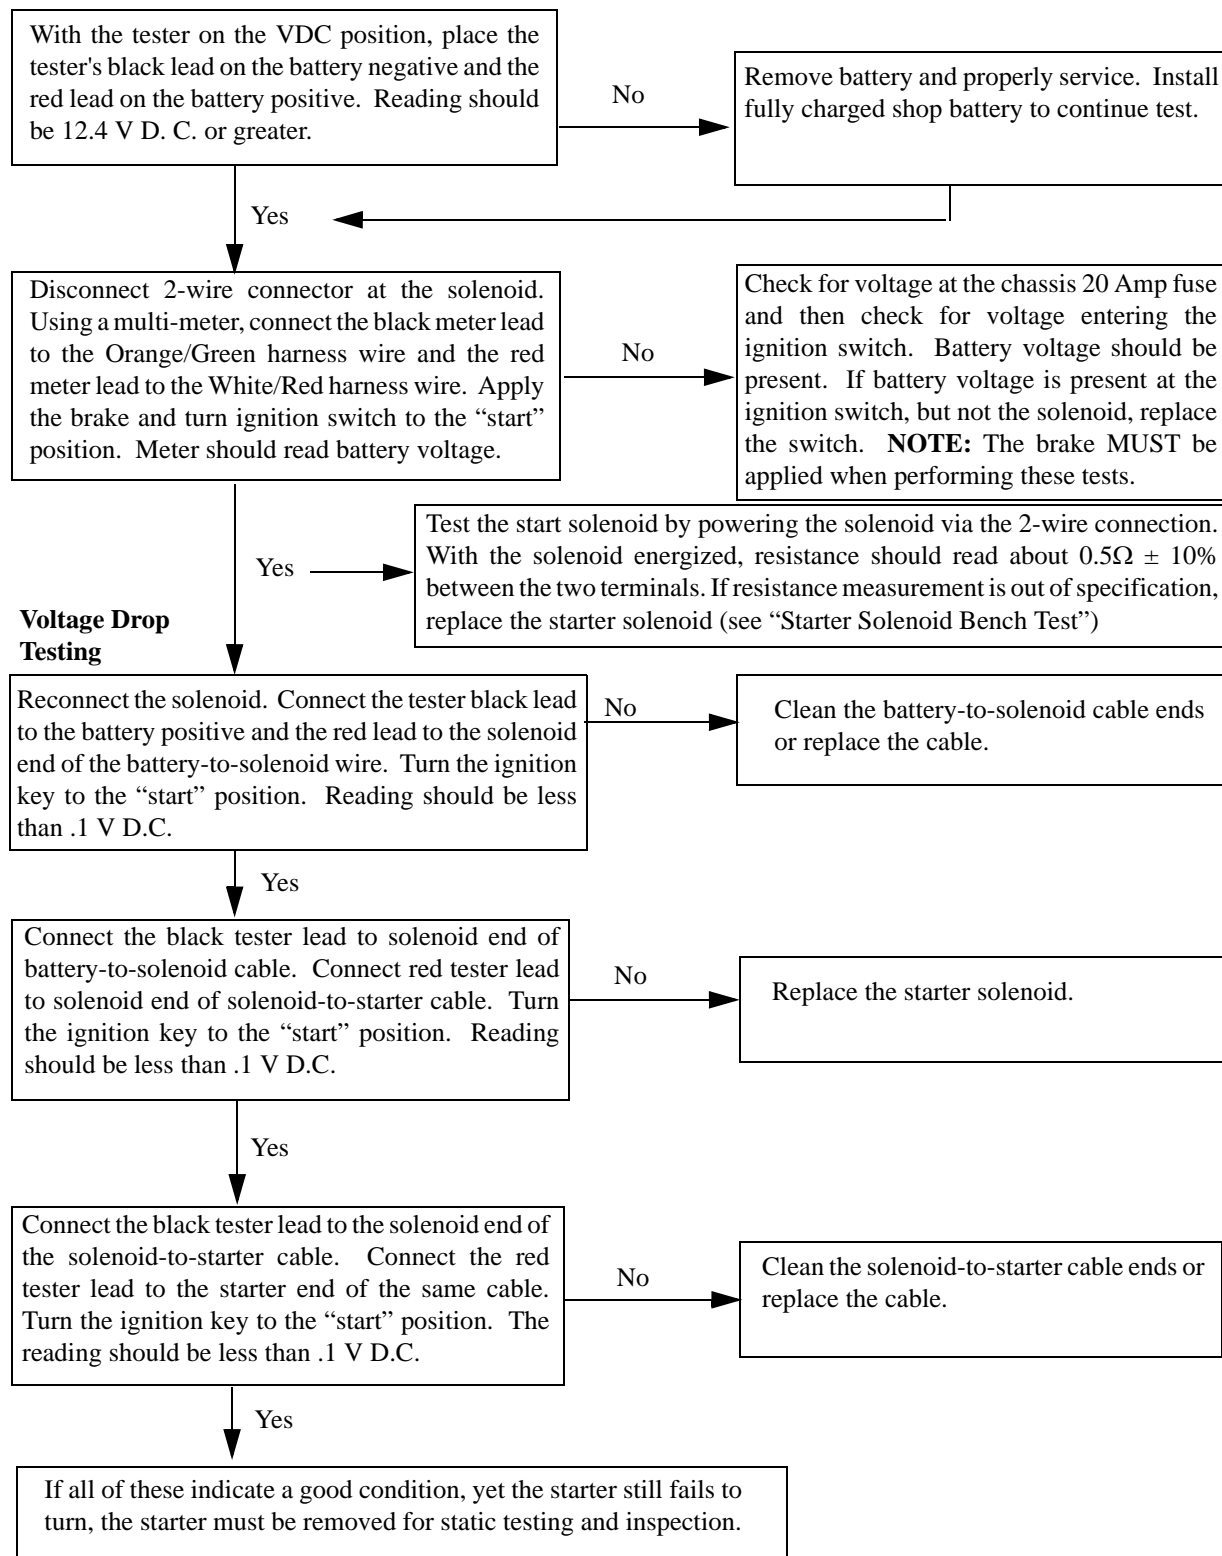 With the tester on the VDC position, place the
tester's black lead on the battery negative and the
red lead on the battery positive. Reading should
be 12.4 V D. C. or greater.
No
Remove battery and properly service. Install
fully charged shop battery to continue test.
Yes
Disconnect 2-wire connector at the solenoid.
Using a multi-meter, connect the black meter lead
to the Orange/Green harness wire and the red
meter lead to the White/Red harness wire. Apply
the brake and turn ignition switch to the “start”
position. Meter should read battery voltage.
No
Check for voltage at the chassis 20 Amp fuse
and then check for voltage entering the
ignition switch. Battery voltage should be
present. If battery voltage is present at the
ignition switch, but not the solenoid, replace
the switch. NOTE: The brake MUST be
applied when performing these tests.
Yes
Test the start solenoid by powering the solenoid via the 2-wire connection.
With the solenoid energized, resistance should read about 0.5Ω ± 10%
between the two terminals. If resistance measurement is out of specification,
replace the starter solenoid (see “Starter Solenoid Bench Test”)
Voltage Drop
Testing
Reconnect the solenoid. Connect the tester black lead
to the battery positive and the red lead to the solenoid
end of the battery-to-solenoid wire. Turn the ignition
key to the “start” position. Reading should be less
than .1 V D.C.
No
Clean the battery-to-solenoid cable ends
or replace the cable.
Yes
Connect the black tester lead to solenoid end of
battery-to-solenoid cable. Connect red tester lead
to solenoid end of solenoid-to-starter cable. Turn
the ignition key to the “start” position. Reading
should be less than .1 V D.C.
No
Replace the starter solenoid.
Yes
Connect the black tester lead to the solenoid end of
the solenoid-to-starter cable. Connect the red
tester lead to the starter end of the same cable.
Turn the ignition key to the “start” position. The
reading should be less than .1 V D.C.
No
Clean the solenoid-to-starter cable ends or
replace the cable.
Yes
If all of these indicate a good condition, yet the starter still fails to
turn, the starter must be removed for static testing and inspection.